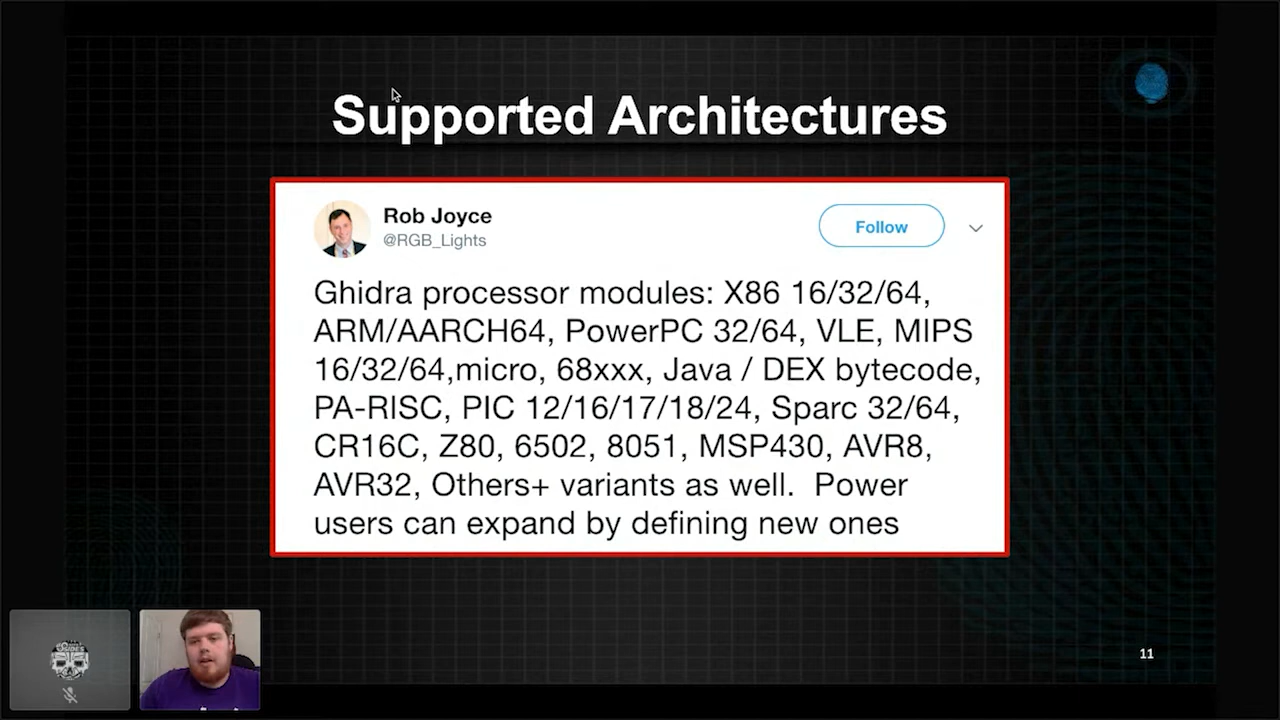 Supported Architectures
Rob Joyce
@RGB_Lights
Follow
Ghidra processor modules: X86 16/32/64,
ARM/AARCH64, PowerPC 32/64, VLE, MIPS
16/32/64,micro, 68xxx, Java / DEX bytecode,
PA-RISC, PIC 12/16/17/18/24, Sparc 32/64,
CR16C, Z80, 6502, 8051, MSP430, AVR8,
AVR32, Others+ variants as well.  Power
users can expand by defining new ones
SIDES
11